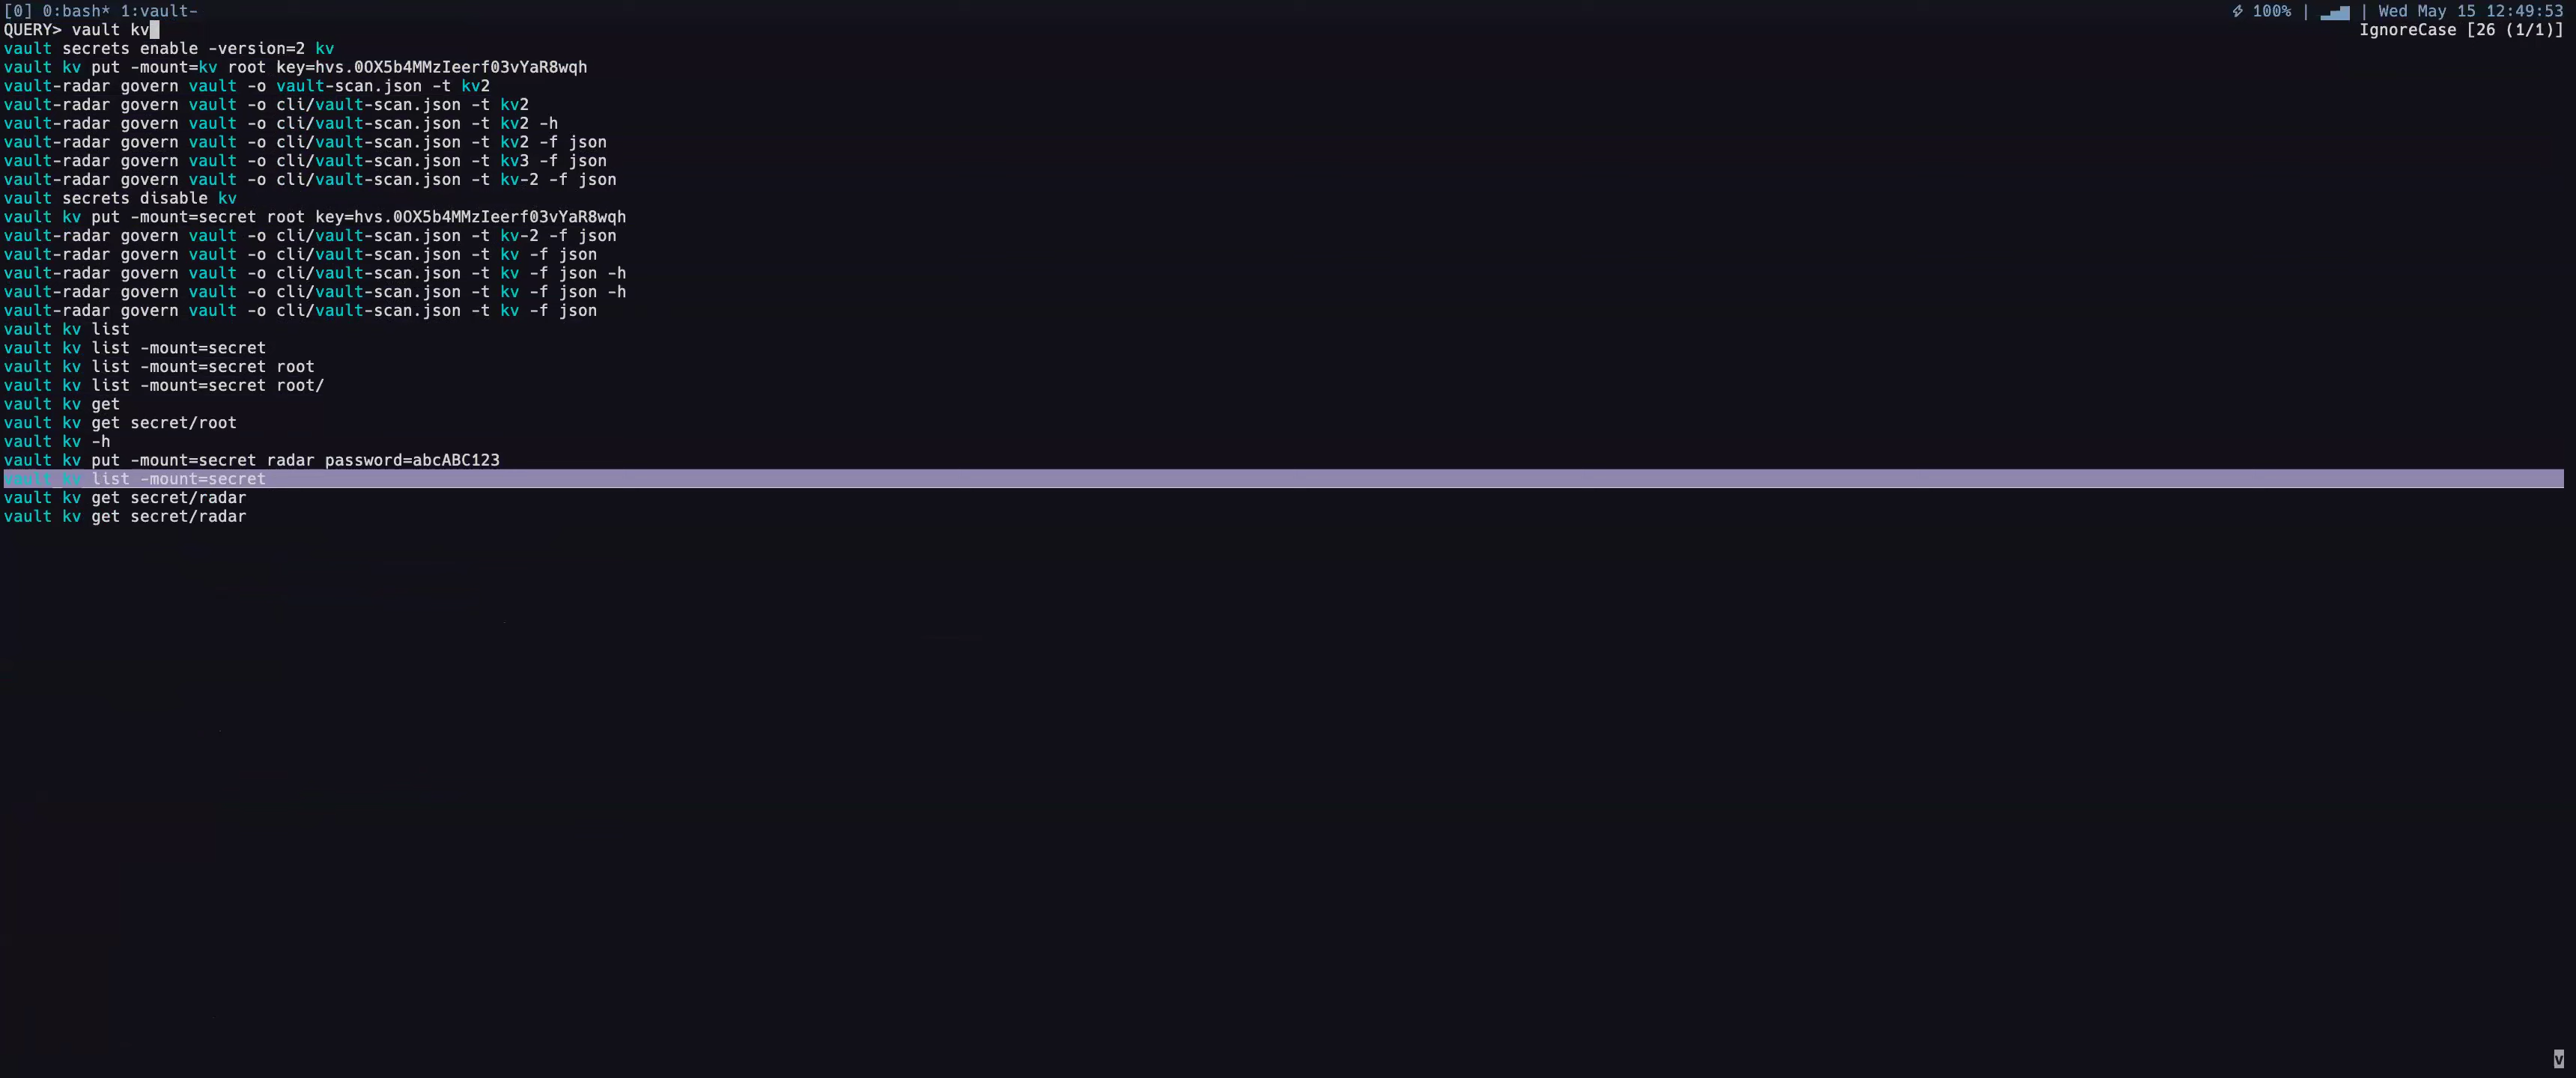 [0] 0:bash* 1:vault- 100% | | Wed May 15 12:49:53
QUERY> vault kv IgnoreCase [26 (1/1)]
vault secrets enable -version=2 kv
vault kv put -mount=kv root key=hvs.0OX5b4MMzIeerf03vYaR8wqh
vault-radar govern vault -o vault-scan.json -t kv2
vault-radar govern vault -o cli/vault-scan.json -t kv2
vault-radar govern vault -o cli/vault-scan.json -t kv2 -h
vault-radar govern vault -o cli/vault-scan.json -t kv2 -f json
vault-radar govern vault -o cli/vault-scan.json -t kv3 -f json
vault-radar govern vault -o cli/vault-scan.json -t kv-2 -f json
vault secrets disable kv
vault kv put -mount=secret root key=hvs.0OX5b4MMzIeerf03vYaR8wqh
vault-radar govern vault -o cli/vault-scan.json -t kv-2 -f json
vault-radar govern vault -o cli/vault-scan.json -t kv -f json
vault-radar govern vault -o cli/vault-scan.json -t kv -f json -h
vault-radar govern vault -o cli/vault-scan.json -t kv -f json -h
vault-radar govern vault -o cli/vault-scan.json -t kv -f json
vault kv list
vault kv list -mount=secret
vault kv list -mount=secret root
vault kv list -mount=secret root/
vault kv get
vault kv get secret/root
vault kv -h
vault kv put -mount=secret radar password=abcABC123
vault kv list -mount=secret
vault kv get secret/radar
vault kv get secret/radar
v